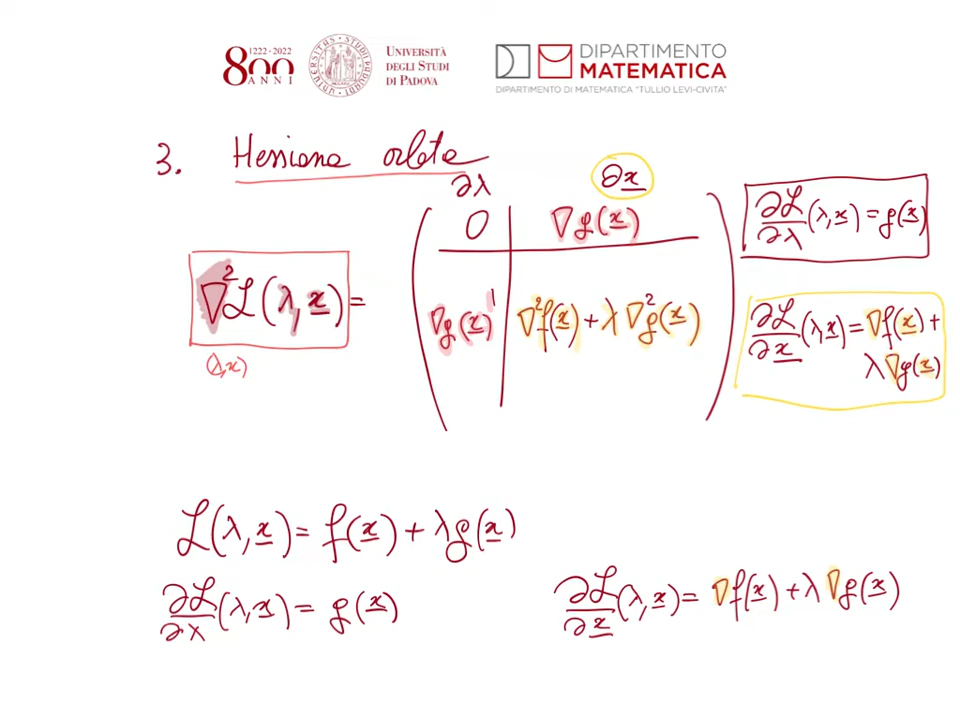 800
1222·2022
ANNI
UNIVERSITÀ
DEGLI STUDI
DI PADOVA
DIPARTIMENTO
MATEMATICA
DIPARTIMENTO DI MATEMATICA "TULLIO LEVI-CIVITA"
3. Hessiana orlata
∂λ ∂x
0 ∇g(x)
∂ℒ/∂λ (λ,x) = g(x)
∇²ℒ(λ,x) =
(λ,x)
∇g(x)' ∇²f(x) + λ∇²g(x)
∂ℒ/∂x (λ,x) = ∇f(x) +
λ∇g(x)
ℒ(λ,x) = f(x) + λg(x)
∂ℒ/∂λ (λ,x) = g(x)
∂ℒ/∂x (λ,x) = ∇f(x) + λ∇g(x)